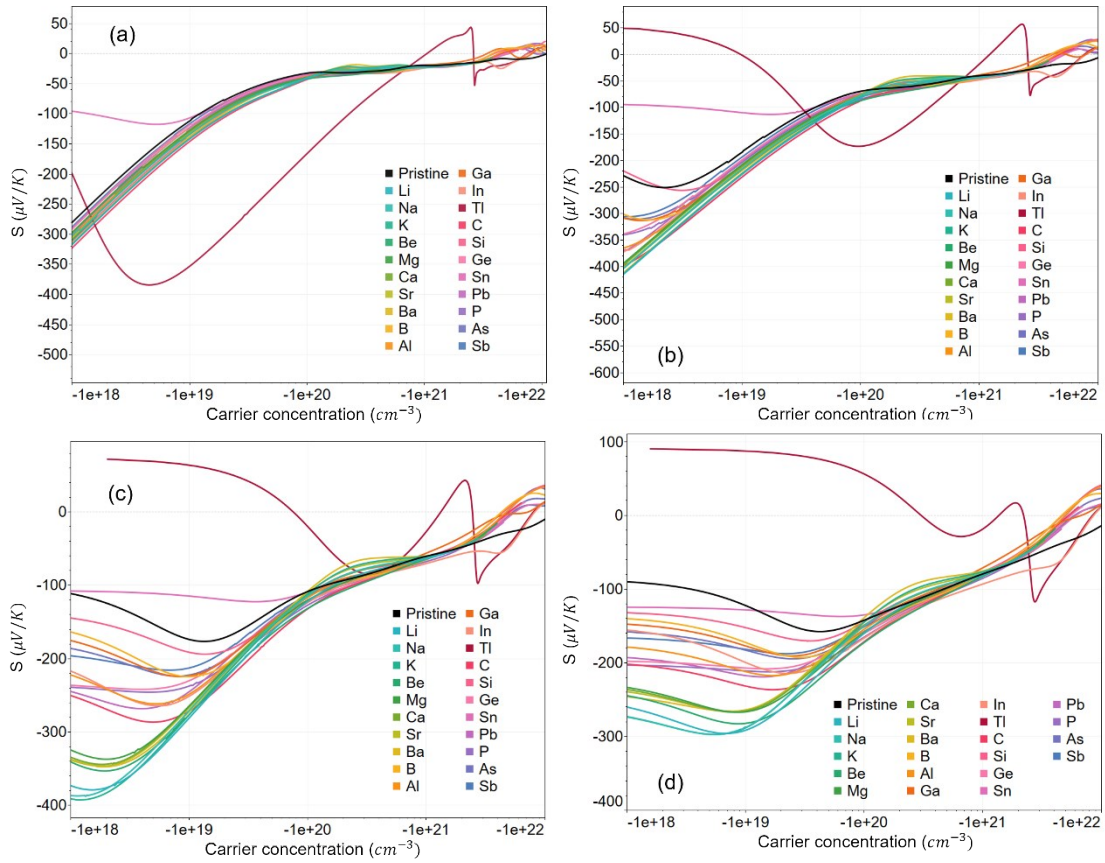 (a)
S (μV/K)
50
0
-50
-100
-150
-200
-250
-300
-350
-400
-450
-500
Pristine
Li
Na
K
Be
Mg
Ca
Sr
Ba
B
Al
Ga
In
Tl
C
Si
Ge
Sn
Pb
P
As
Sb
-1e+18
-1e+19
-1e+20
-1e+21
-1e+22
Carrier concentration (cm⁻³)
(b)
S (μV/K)
50
0
-50
-100
-150
-200
-250
-300
-350
-400
-450
-500
-550
-600
Pristine
Li
Na
K
Be
Mg
Ca
Sr
Ba
B
Al
Ga
In
Tl
C
Si
Ge
Sn
Pb
P
As
Sb
-1e+18
-1e+19
-1e+20
-1e+21
-1e+22
Carrier concentration (cm⁻³)
(c)
S (μV/K)
0
-100
-200
-300
-400
Pristine
Li
Na
K
Be
Mg
Ca
Sr
Ba
B
Al
Ga
In
Tl
C
Si
Ge
Sn
Pb
P
As
Sb
-1e+18
-1e+19
-1e+20
-1e+21
-1e+22
Carrier concentration (cm⁻³)
(d)
S (μV/K)
100
0
-100
-200
-300
-400
Pristine
Li
Na
K
Be
Mg
Ca
Sr
Ba
B
Al
Ga
In
Tl
C
Si
Ge
Sn
Pb
P
As
Sb
-1e+18
-1e+19
-1e+20
-1e+21
-1e+22
Carrier concentration (cm⁻³)